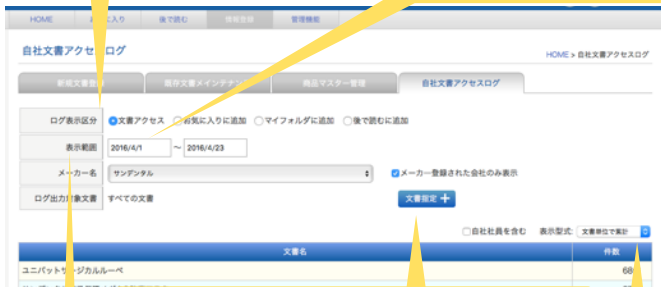 HOME 後で読む 情報登録 管理機能
自社文書アクセスログ
HOME > 自社文書アクセスログ
既存文書メインテナンス 商品マスター管理 自社文書アクセスログ
ログ表示区分 文書アクセス お気に入りに追加 マイフォルダに追加 後で読むに追加
表示範囲 2016/4/1 ～ 2016/4/23
メーカー名 サンデンタル メーカー登録された会社のみ表示
ログ出力対象文書 すべての文書 文書指定 +
自社社員を含む 表示型式: 文書単位で集計
文書名 件数
ユニバットサージカルルーペ